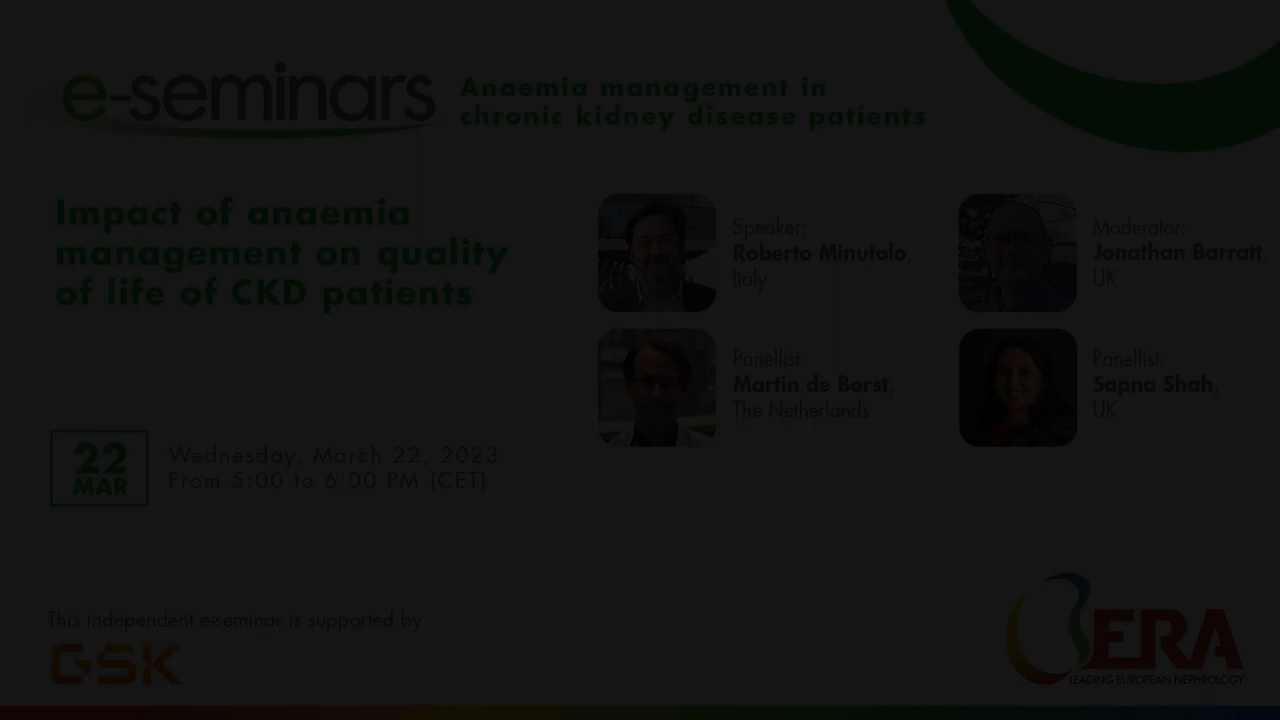 e-seminars
Anaemia management in
chronic kidney disease patients
Impact of anaemia
management on quality
of life of CKD patients
Speaker:
Roberto Minutolo,
Italy
Moderator:
Jonathan Barratt,
UK
Panellist:
Martin de Borst,
The Netherlands
Panellist:
Sapna Shah,
UK
22
MAR
Wednesday, March 22, 2023
From 5:00 to 6:00 PM (CET)
This independent e-seminar is supported by
GSK
ERA
LEADING EUROPEAN NEPHROLOGY